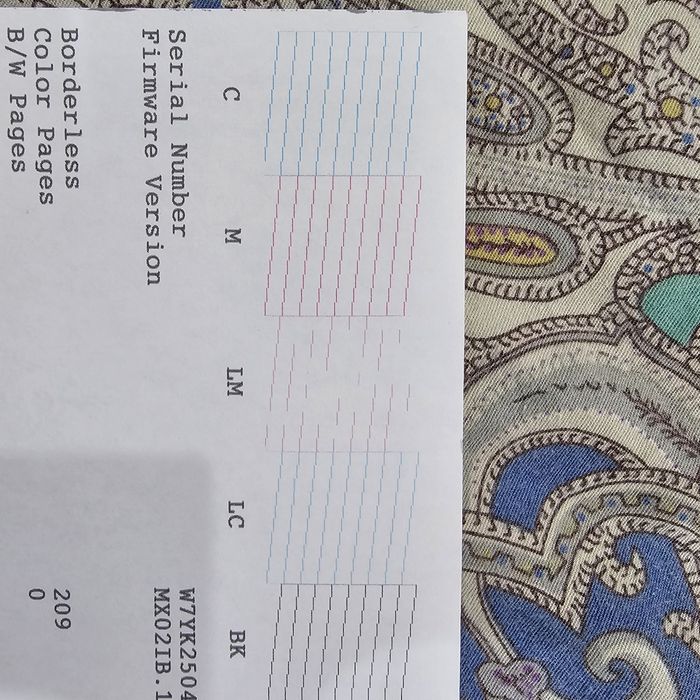 C M LM LC BK
Serial Number W7YK2504
Firmware Version MX02IB.1
Borderless
Color Pages 209
B/W Pages 0